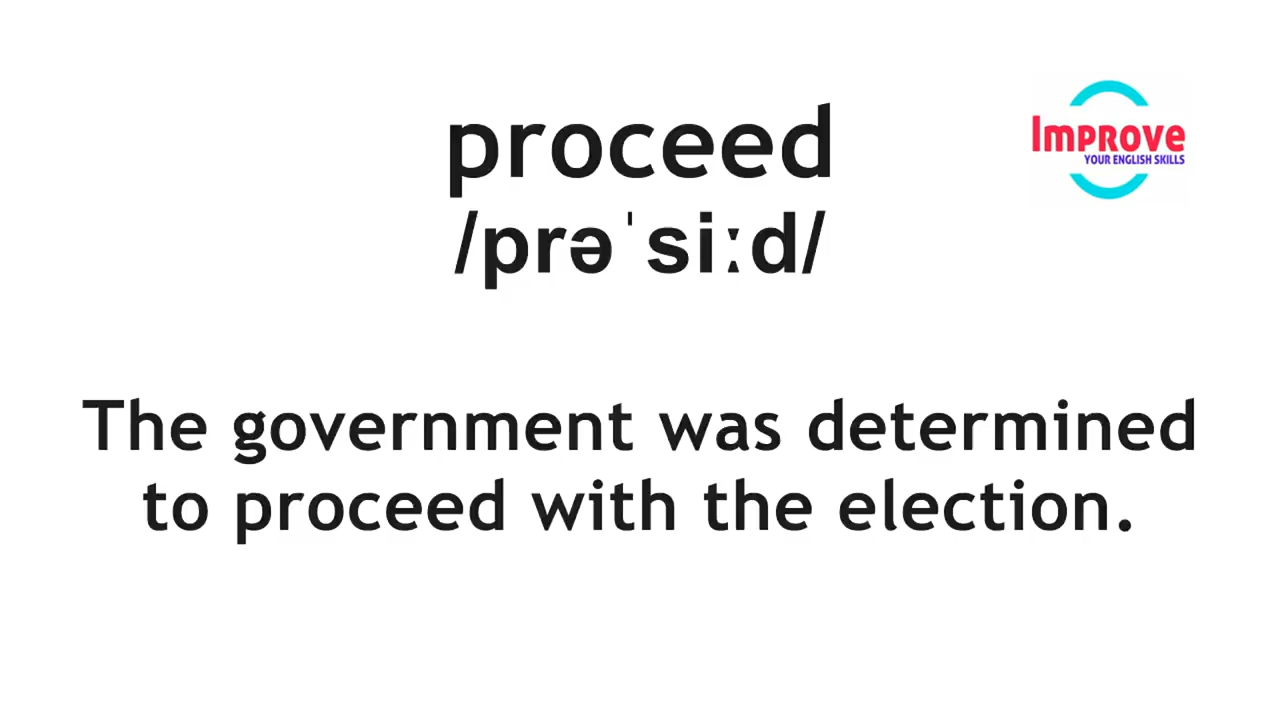 proceed
/prəˈsiːd/
Improve
YOUR ENGLISH SKILLS
The government was determined
to proceed with the election.